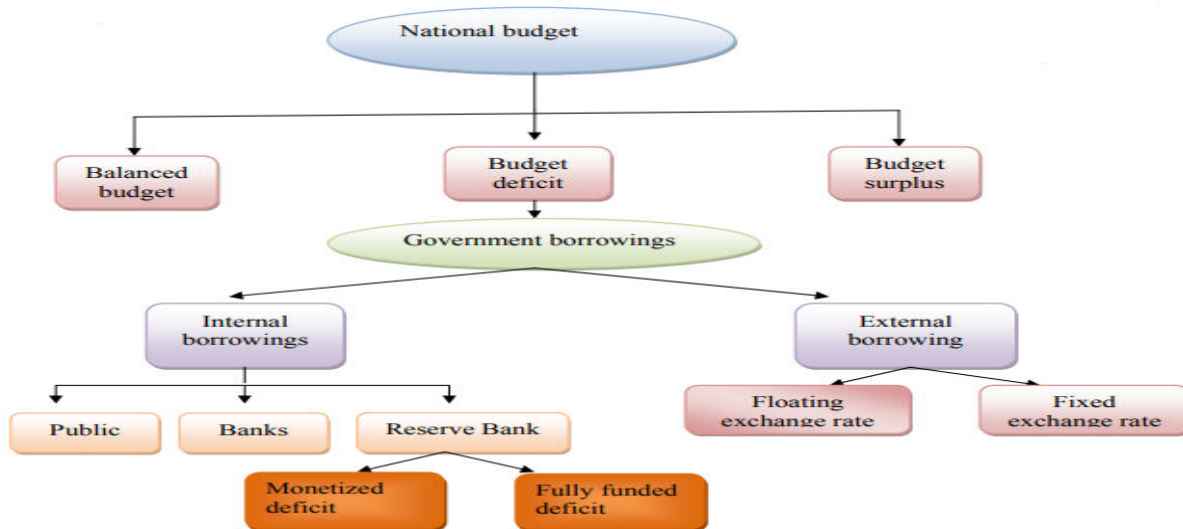 National budget
Balanced
budget
Budget
deficit
Budget
surplus
Government borrowings
Internal
borrowings
External
borrowing
Public
Banks
Reserve Bank
Floating
exchange rate
Fixed
exchange rate
Monetized
deficit
Fully funded
deficit